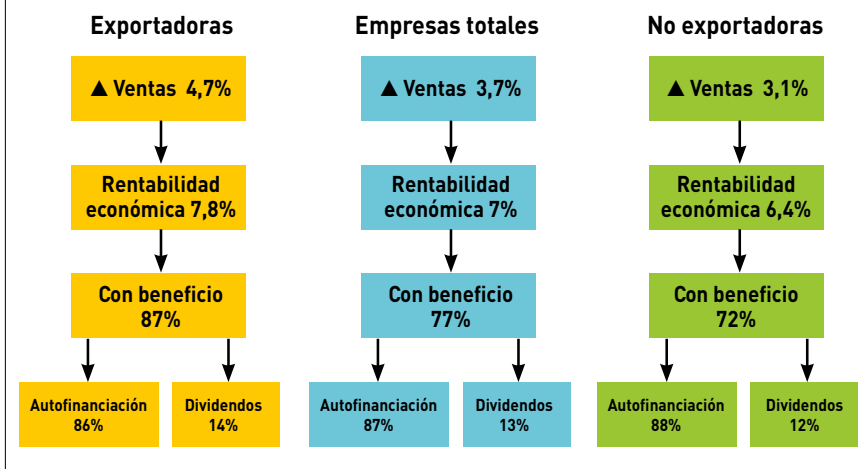 Exportadoras
▲ Ventas 4,7%
Rentabilidad
económica 7,8%
Con beneficio
87%
Autofinanciación
86%
Dividendos
14%
Empresas totales
▲ Ventas 3,7%
Rentabilidad
económica 7%
Con beneficio
77%
Autofinanciación
87%
Dividendos
13%
No exportadoras
▲ Ventas 3,1%
Rentabilidad
económica 6,4%
Con beneficio
72%
Autofinanciación
88%
Dividendos
12%